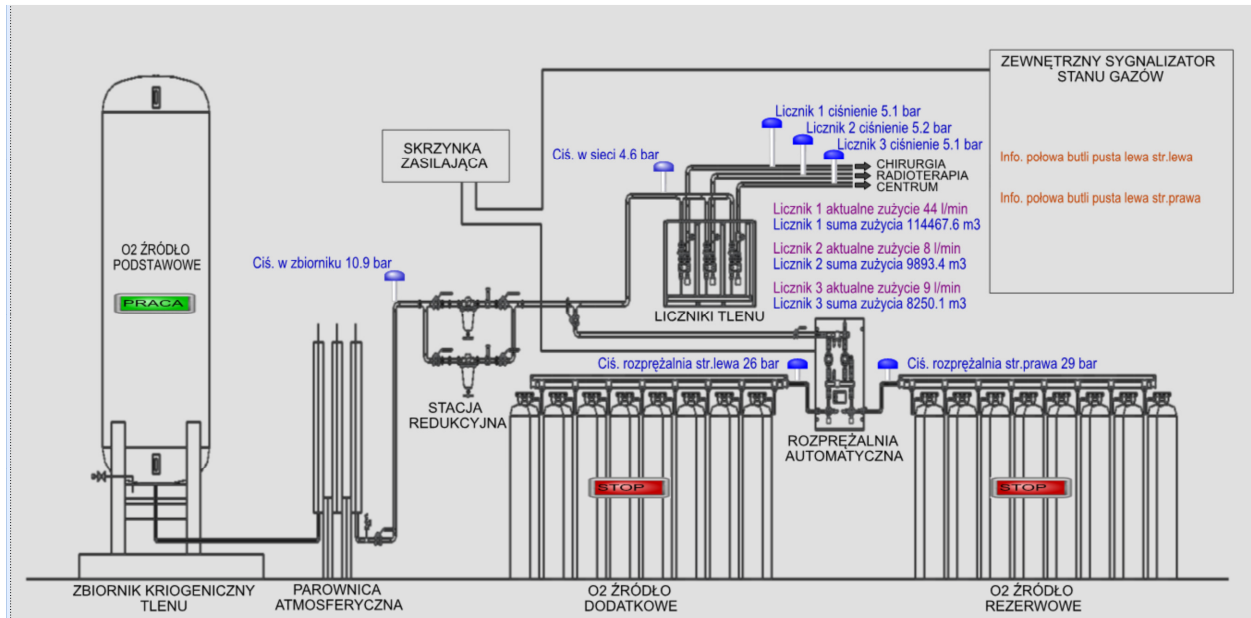 ZEWNĘTRZNY SYGNALIZATOR
STANU GAZÓW
Licznik 1 ciśnienie 5.1 bar
Licznik 2 ciśnienie 5.2 bar
Licznik 3 ciśnienie 5.1 bar
SKRZYNKA
ZASILAJĄCA
Ciś. w sieci 4.6 bar
CHIRURGIA
RADIOTERAPIA
CENTRUM
Info. połowa butli pusta lewa str.lewa
Info. połowa butli pusta lewa str.prawa
Licznik 1 aktualne zużycie 44 l/min
Licznik 1 suma zużycia 114467.6 m3
Licznik 2 aktualne zużycie 8 l/min
Licznik 2 suma zużycia 9893.4 m3
Licznik 3 aktualne zużycie 9 l/min
Licznik 3 suma zużycia 8250.1 m3
O2 ŹRÓDŁO
PODSTAWOWE
PRACA
Ciś. w zbiorniku 10.9 bar
LICZNIKI TLENU
Ciś. rozprężalnia str.lewa 26 bar
Ciś. rozprężalnia str.prawa 29 bar
STACJA
REDUKCYJNA
ROZPRĘŻALNIA
AUTOMATYCZNA
STOP
STOP
ZBIORNIK KRIOGENICZNY
TLENU
PAROWNICA
ATMOSFERYCZNA
O2 ŹRÓDŁO
DODATKOWE
O2 ŹRÓDŁO
REZERWOWE